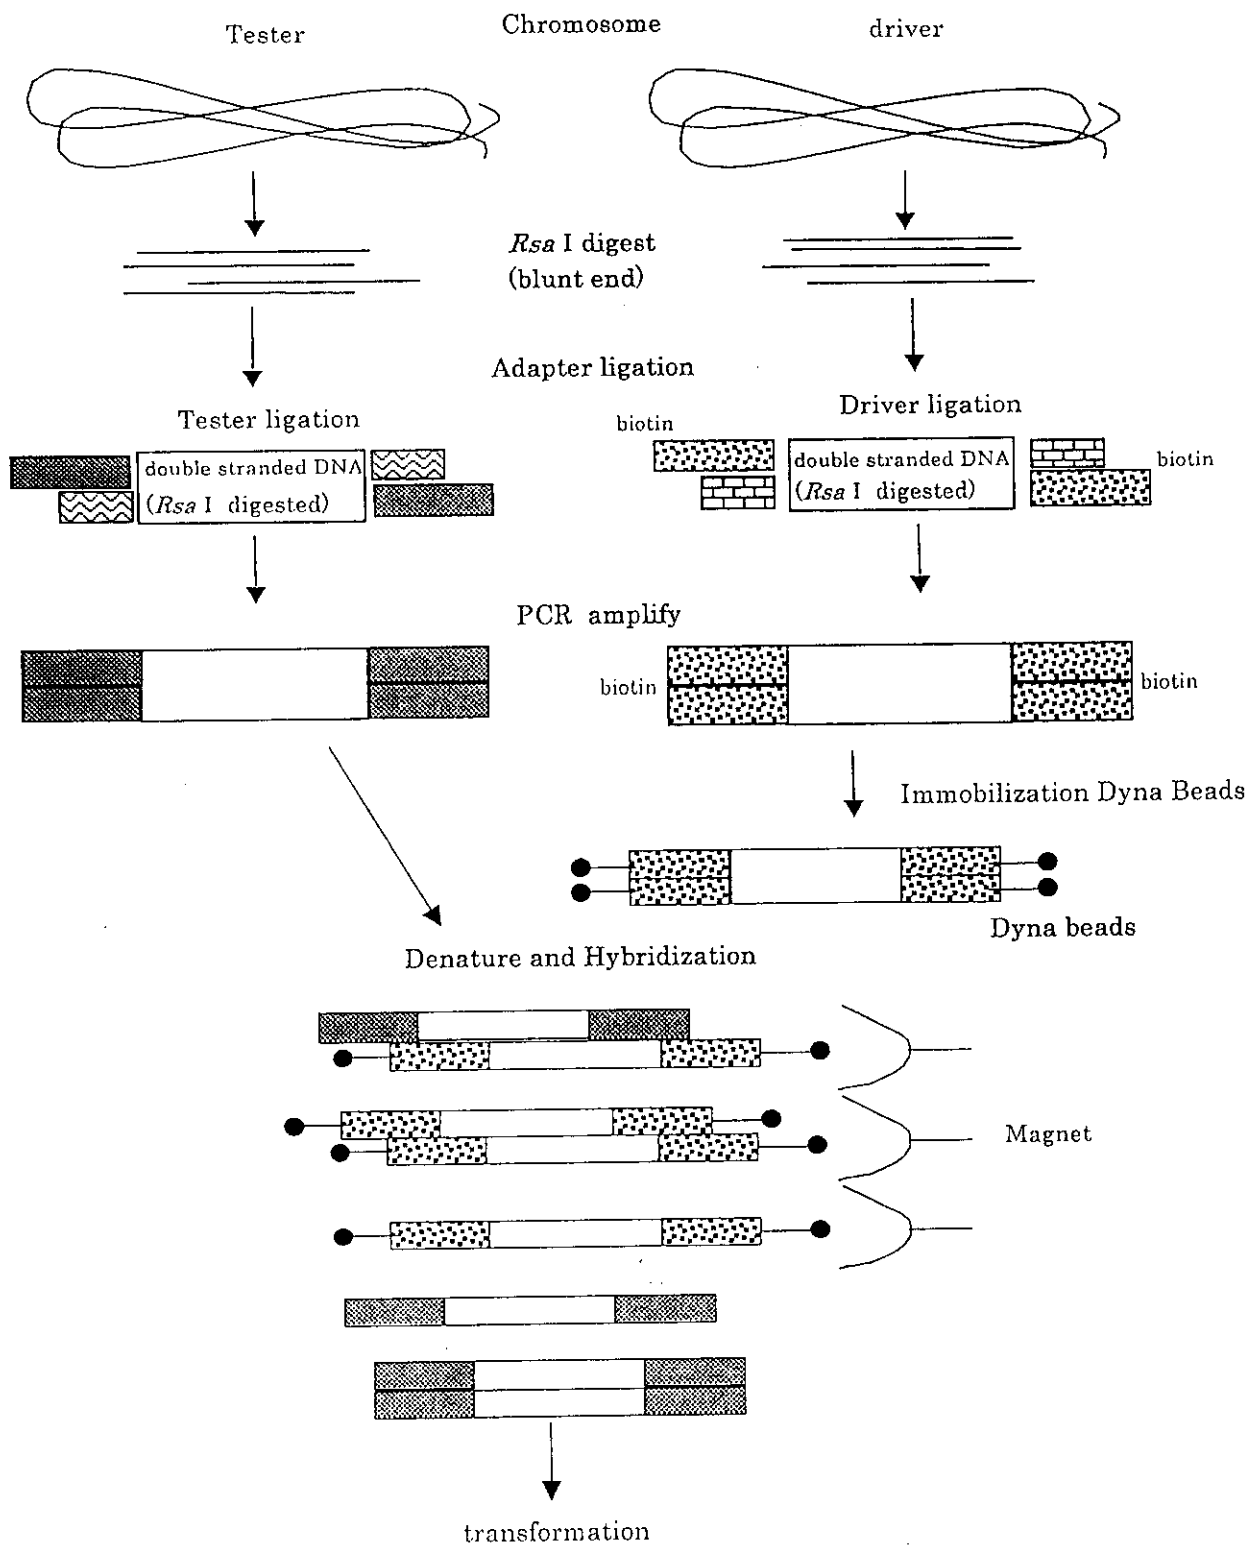 Tester
Chromosome
driver
Rsa I digest
(blunt end)
Adapter ligation
Tester ligation
Driver ligation
biotin
double stranded DNA
(Rsa I digested)
double stranded DNA
(Rsa I digested)
biotin
PCR amplify
biotin
biotin
Immobilization Dyna Beads
Dyna beads
Denature and Hybridization
Magnet
transformation